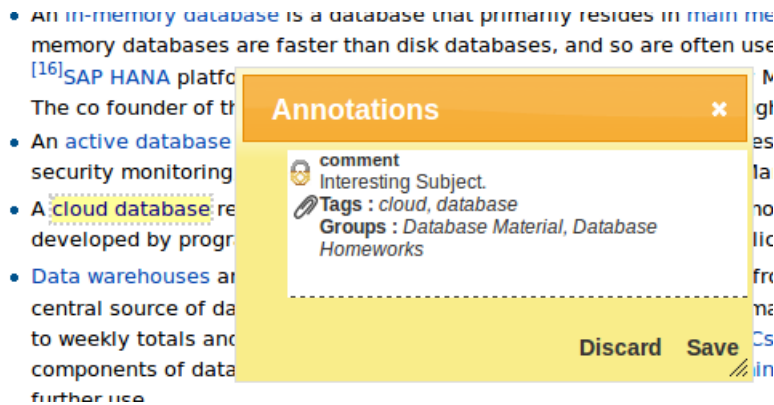 An in-memory database is a database that primarily resides in main me
memory databases are faster than disk databases, and so are often use
[16]SAP HANA platfo
The co founder of th
An active database
security monitoring
A cloud database re
developed by progr
Data warehouses ar
central source of da
to weekly totals and
components of data
further use.
Annotations
comment
Interesting Subject.
Tags : cloud, database
Groups : Database Material, Database
Homeworks
Discard Save